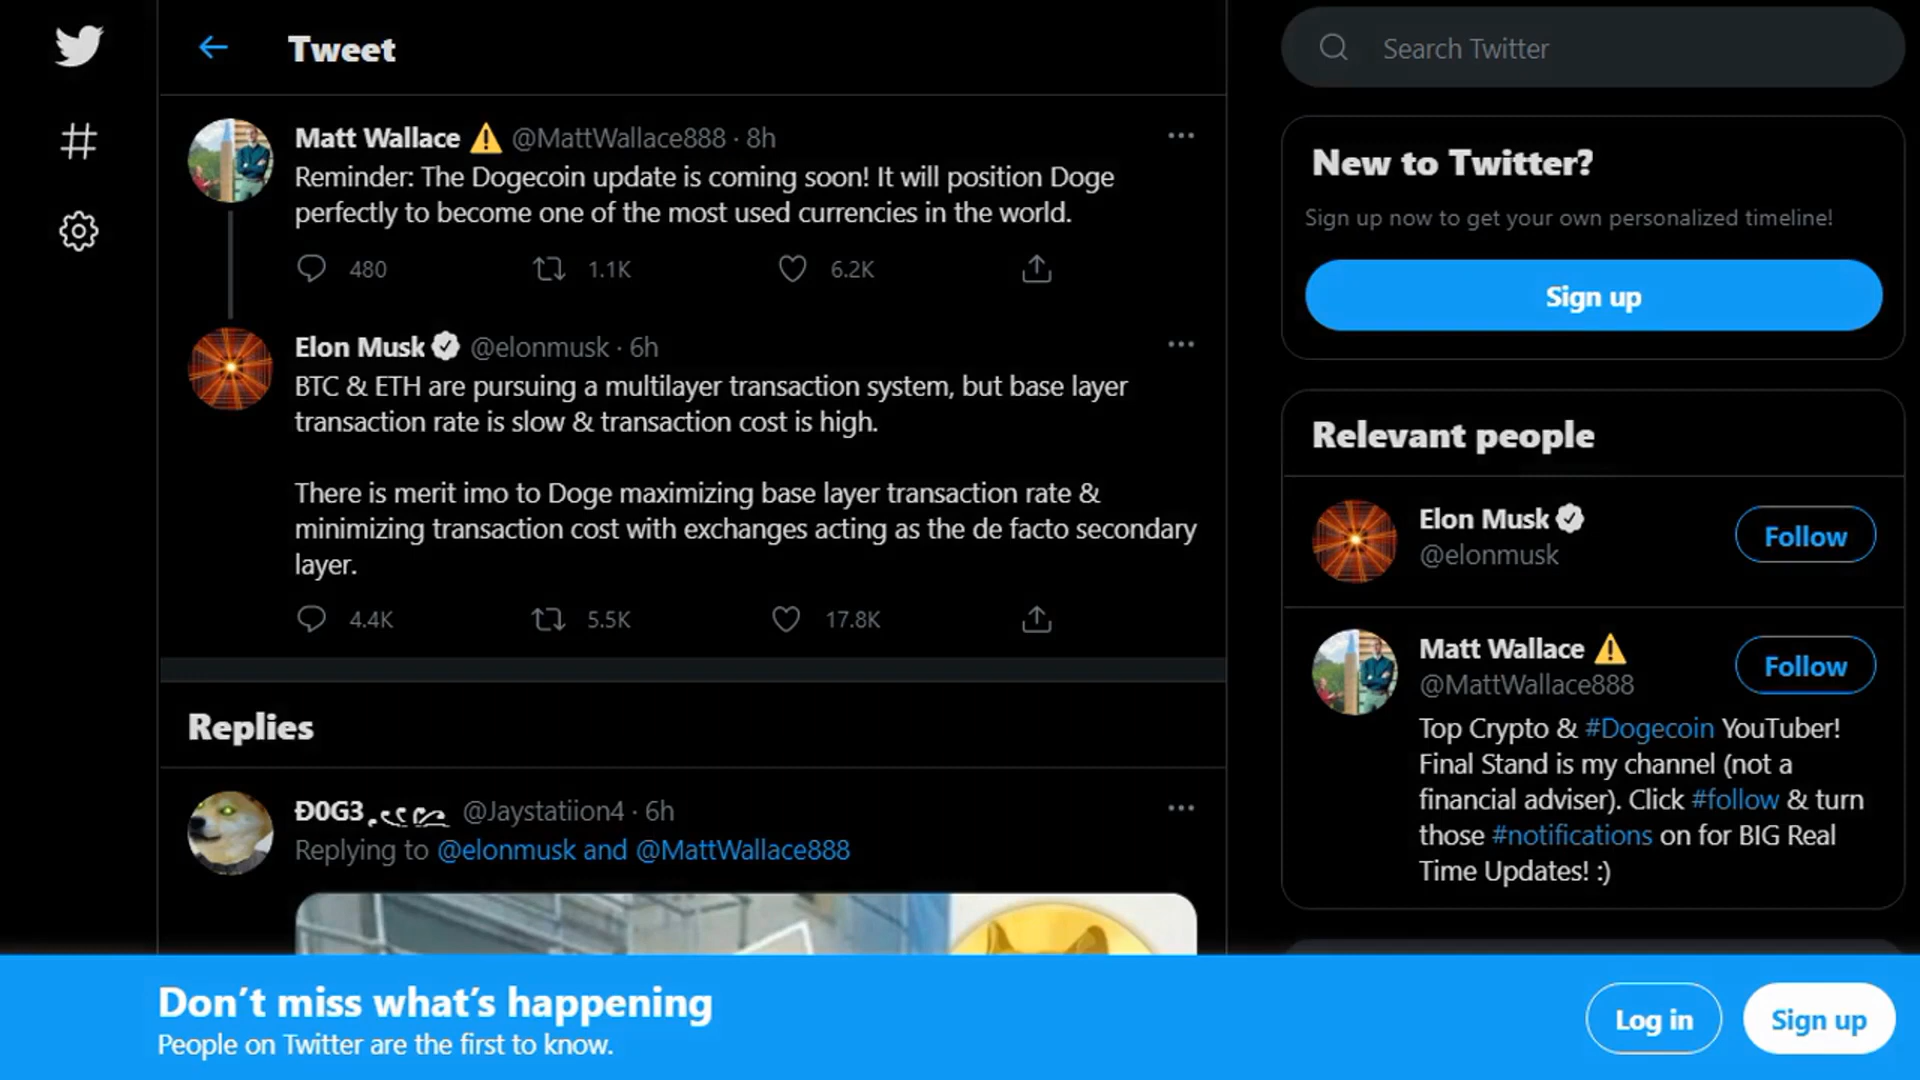 Tweet
Matt Wallace ⚠️ @MattWallace888 · 8h
Reminder: The Dogecoin update is coming soon! It will position Doge
perfectly to become one of the most used currencies in the world.
480 1.1K 6.2K
Elon Musk @elonmusk · 6h
BTC & ETH are pursuing a multilayer transaction system, but base layer
transaction rate is slow & transaction cost is high.
There is merit imo to Doge maximizing base layer transaction rate &
minimizing transaction cost with exchanges acting as the de facto secondary
layer.
4.4K 5.5K 17.8K
Replies
Ð0G3 @Jaystatiion4 · 6h
Replying to @elonmusk and @MattWallace888
Search Twitter
New to Twitter?
Sign up now to get your own personalized timeline!
Sign up
Relevant people
Elon Musk
@elonmusk
Follow
Matt Wallace ⚠️
@MattWallace888
Follow
Top Crypto & #Dogecoin YouTuber!
Final Stand is my channel (not a
financial adviser). Click #follow & turn
those #notifications on for BIG Real
Time Updates! :)
Don't miss what's happening
People on Twitter are the first to know.
Log in
Sign up